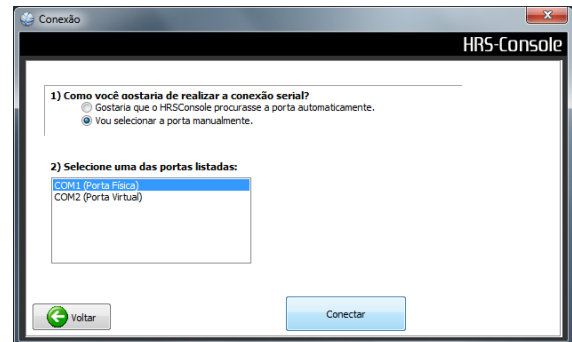 Conexão
HRS-Console
1) Como você gostaria de realizar a conexão serial?
Gostaria que o HRSConsole procurasse a porta automaticamente.
Vou selecionar a porta manualmente.
2) Selecione uma das portas listadas:
COM1 (Porta Física)
COM2 (Porta Virtual)
Voltar
Conectar